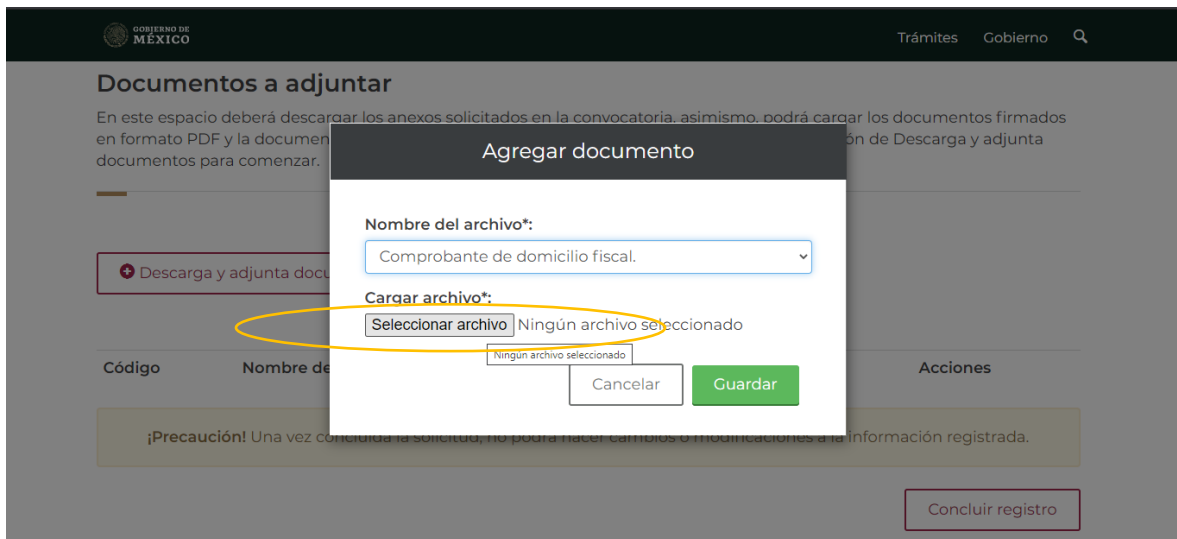 GOBIERNO DE
MÉXICO
Trámites Gobierno
Documentos a adjuntar
En este espacio deberá descargar los anexos solicitados en la convocatoria, asimismo, podrá cargar los documentos firmados
en formato PDF y la documen ón de Descarga y adjunta
documentos para comenzar.
Agregar documento
Nombre del archivo*:
Comprobante de domicilio fiscal.
Descarga y adjunta docu
Cargar archivo*:
Seleccionar archivo Ningún archivo seleccionado
Ningún archivo seleccionado
Código Nombre de Acciones
Cancelar Guardar
¡Precaución! Una vez concluida la solicitud, no podrá hacer cambios o modificaciones a la información registrada.
Concluir registro